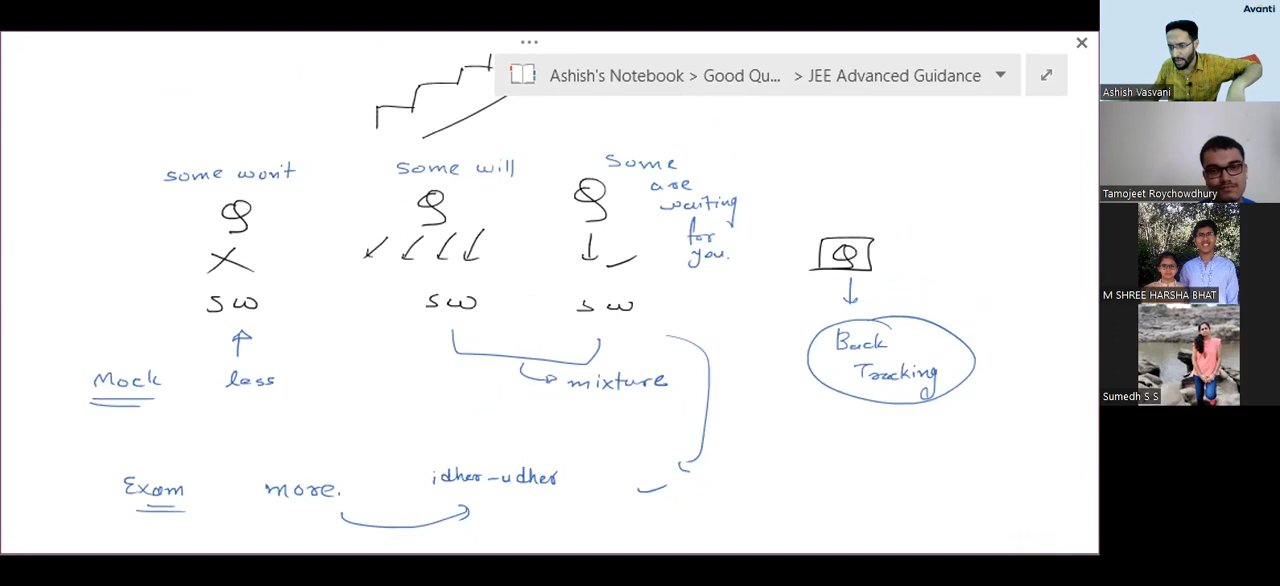 Avanti
Ashish's Notebook > Good Qu... > JEE Advanced Guidance
Ashish Vasvani
Tamojeet Roychowdhury
M SHREE HARSHA BHAT
Sumedh S S
some won't
some will
Some
are
waiting
for
you.
Q
Q
Q
Q
SW
SW
SW
Back
Tracking
Mock
less
mixture
Exam
more.
idher-udher